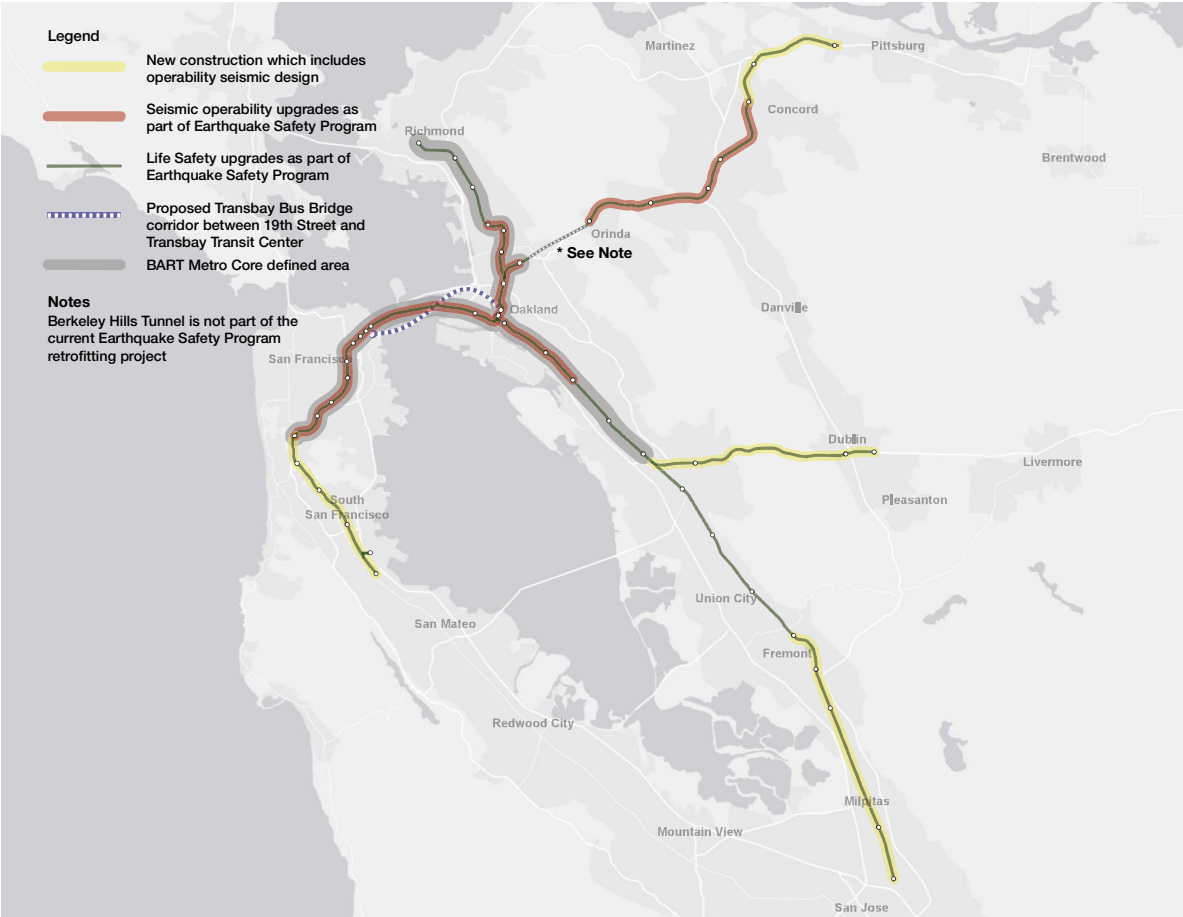 Legend
New construction which includes
operability seismic design
Seismic operability upgrades as
part of Earthquake Safety Program
Life Safety upgrades as part of
Earthquake Safety Program
Proposed Transbay Bus Bridge
corridor between 19th Street and
Transbay Transit Center
BART Metro Core defined area
Notes
Berkeley Hills Tunnel is not part of the
current Earthquake Safety Program
retrofitting project
Martinez
Pittsburg
Concord
Richmond
Brentwood
Orinda
* See Note
Oakland
Danville
San Francisco
Dublin
Livermore
Pleasanton
South
San Francisco
Union City
San Mateo
Fremont
Redwood City
Milpitas
Mountain View
San Jose